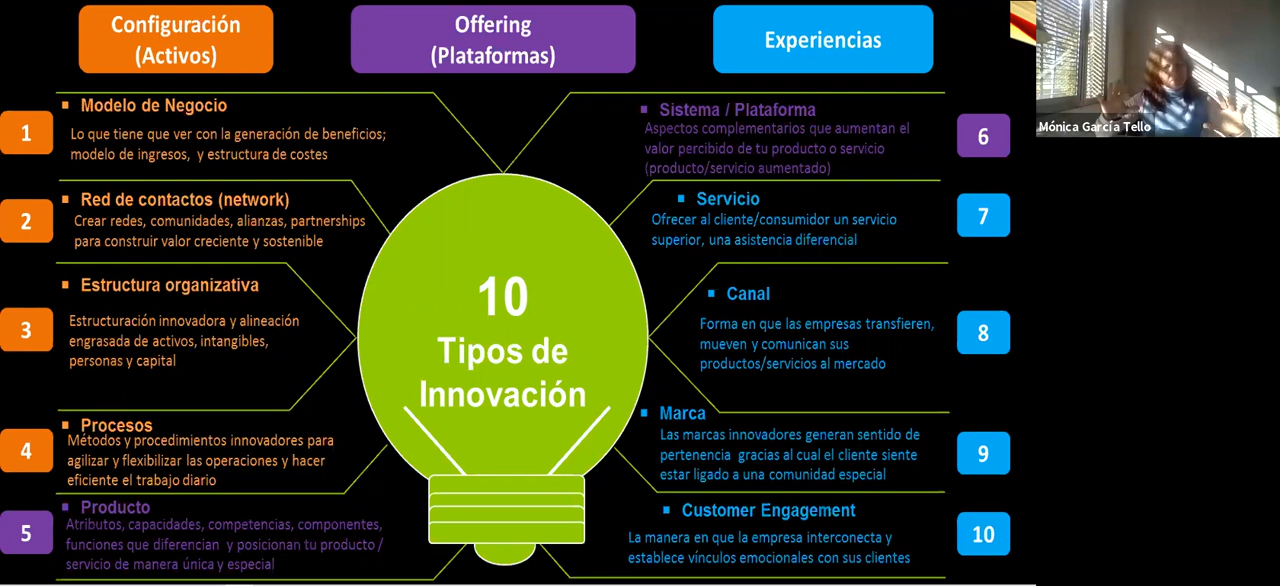 Configuración
(Activos)
Offering
(Plataformas)
Experiencias
Mónica García Tello
1
▪ Modelo de Negocio
Lo que tiene que ver con la generación de beneficios;
modelo de ingresos, y estructura de costes
2
▪ Red de contactos (network)
Crear redes, comunidades, alianzas, partnerships
para construir valor creciente y sostenible
3
▪ Estructura organizativa
Estructuración innovadora y alineación
engrasada de activos, intangibles,
personas y capital
4
▪ Procesos
Métodos y procedimientos innovadores para
agilizar y flexibilizar las operaciones y hacer
eficiente el trabajo diario
5
▪ Producto
Atributos, capacidades, competencias, componentes,
funciones que diferencian y posicionan tu producto /
servicio de manera única y especial
10
Tipos de
Innovación
▪ Sistema / Plataforma
Aspectos complementarios que aumentan el
valor percibido de tu producto o servicio
(producto/servicio aumentado)
6
▪ Servicio
Ofrecer al cliente/consumidor un servicio
superior, una asistencia diferencial
7
▪ Canal
Forma en que las empresas transfieren,
mueven y comunican sus
productos/servicios al mercado
8
▪ Marca
Las marcas innovadores generan sentido de
pertenencia gracias al cual el cliente siente
estar ligado a una comunidad especial
9
▪ Customer Engagement
La manera en que la empresa interconecta y
establece vínculos emocionales con sus clientes
10